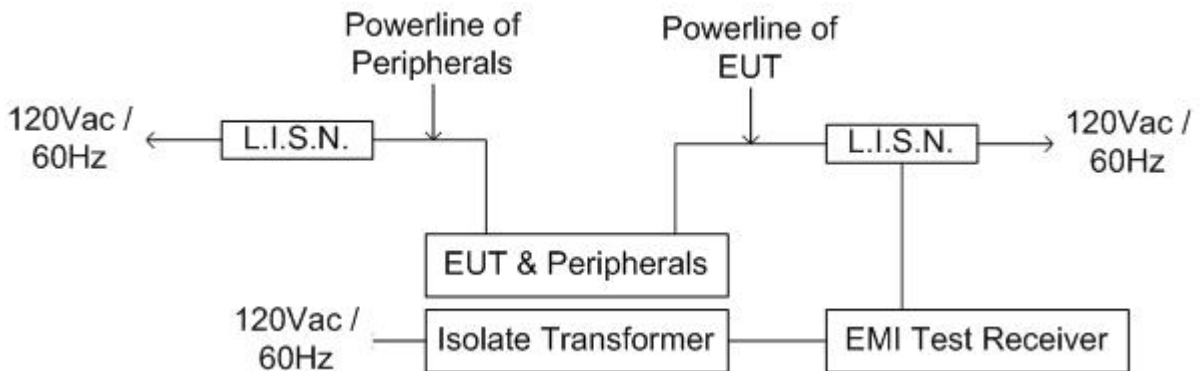 Powerline of
Peripherals
Powerline of
EUT
120Vac /
60Hz
L.I.S.N.
L.I.S.N.
120Vac /
60Hz
EUT & Peripherals
120Vac /
60Hz
Isolate Transformer
EMI Test Receiver